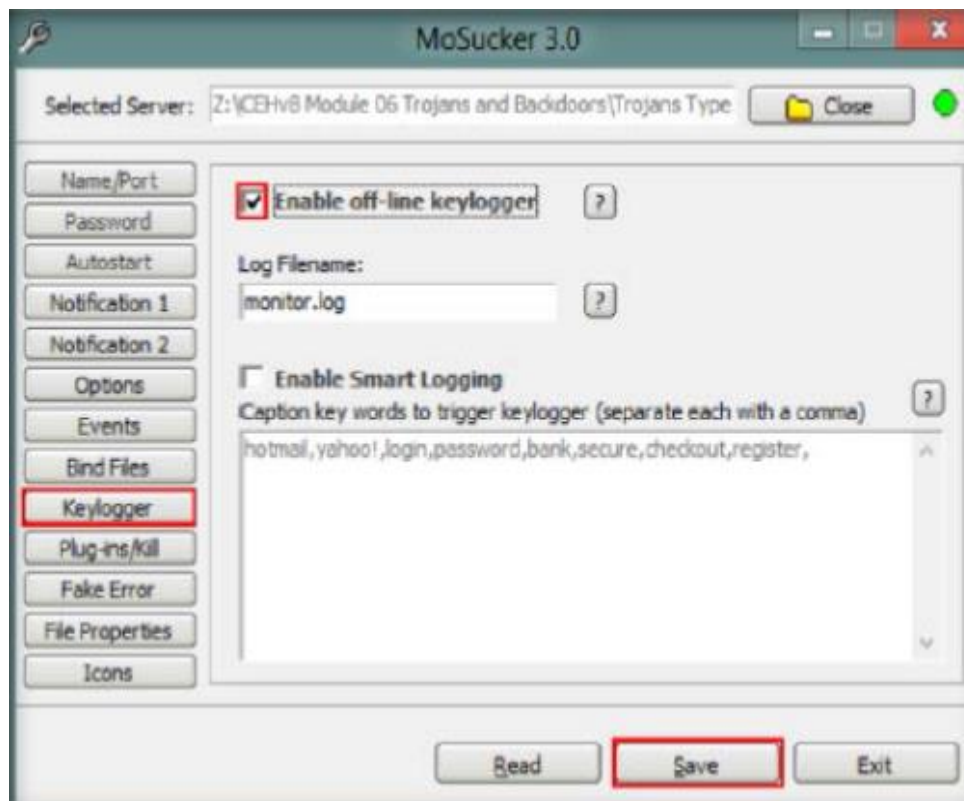 MoSucker 3.0
Selected Server: Z:\CEHv8 Module 06 Trojans and Backdoors\Trojans Type Close
Name/Port
Password
Autostart
Notification 1
Notification 2
Options
Events
Bind Files
Keylogger
Plug-ins/Kill
Fake Error
File Properties
Icons
Enable off-line keylogger ?
Log Filename:
monitor.log ?
Enable Smart Logging
Caption key words to trigger keylogger (separate each with a comma) ?
hotmail,yahoo!,login,password,bank,secure,checkout,register,
Read Save Exit